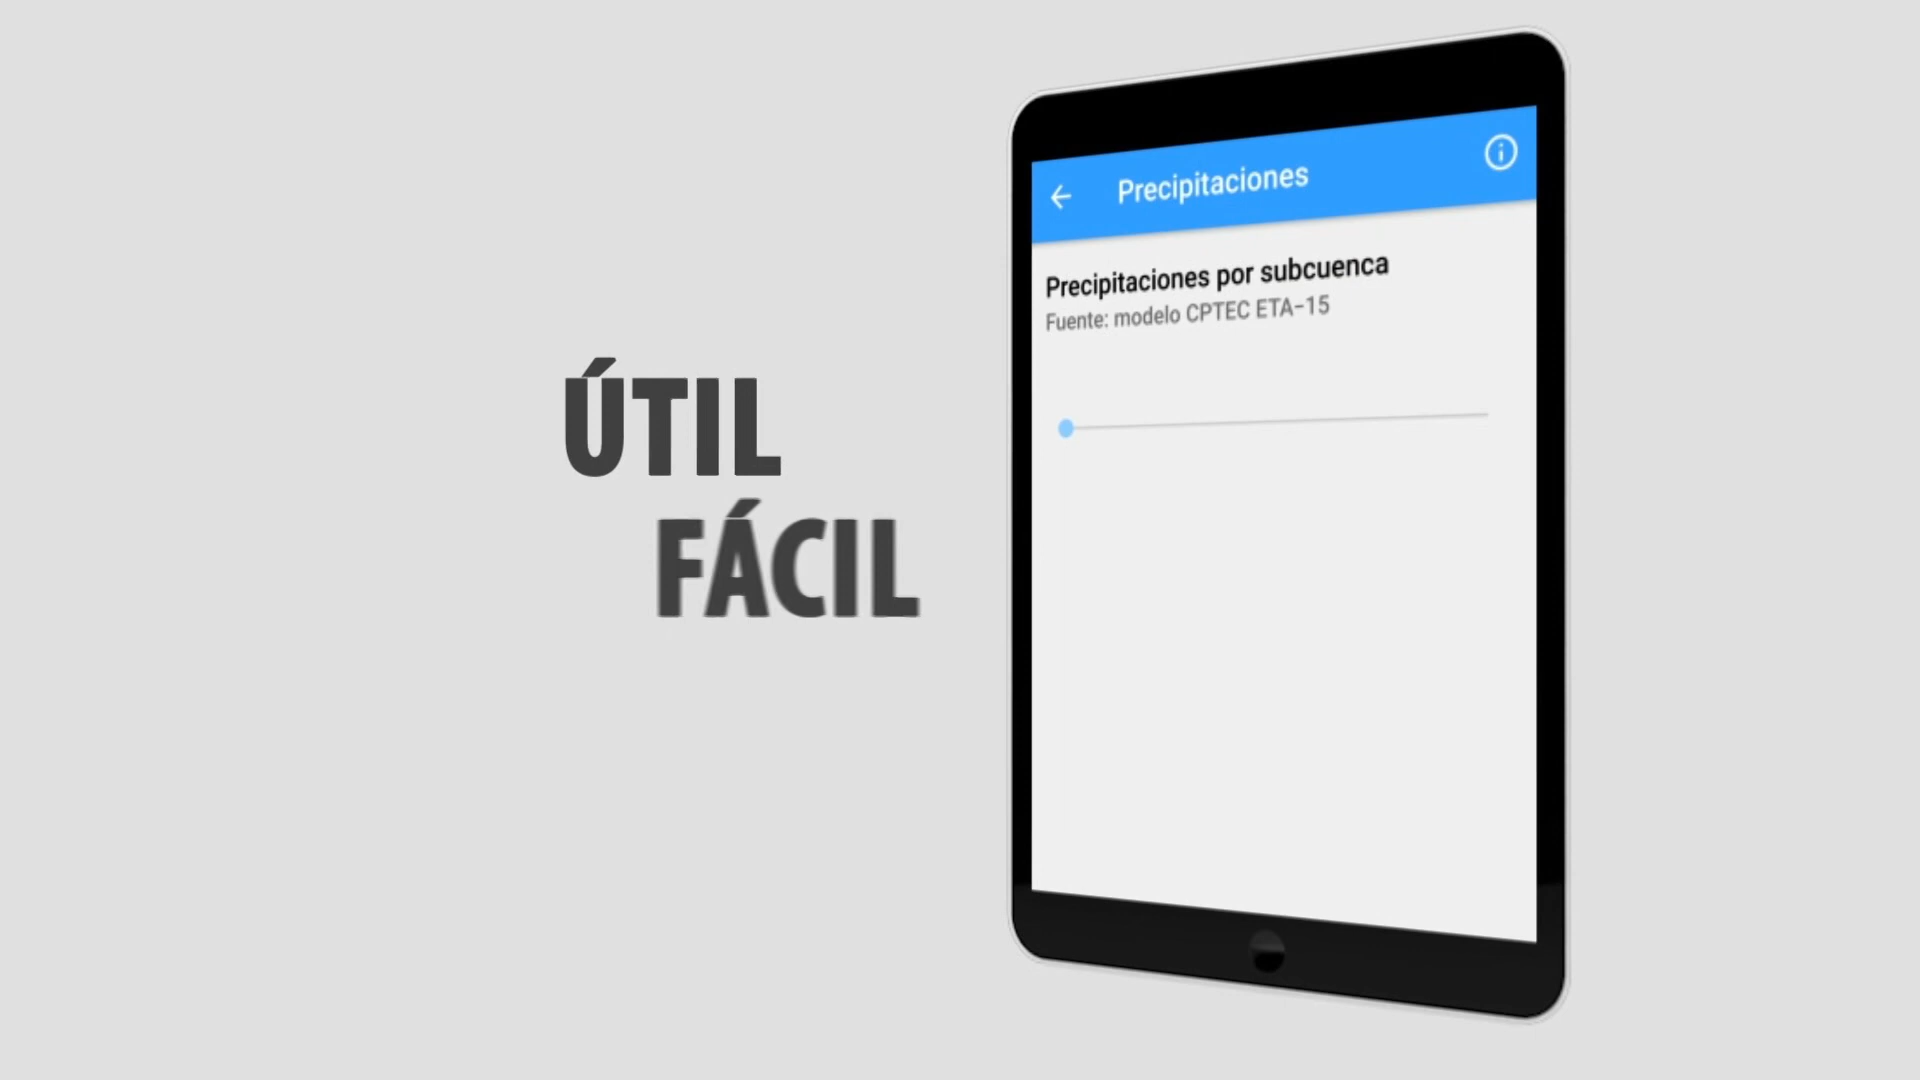 ÚTIL
FÁCIL
Precipitaciones
Precipitaciones por subcuenca
Fuente: modelo CPTEC ETA-15